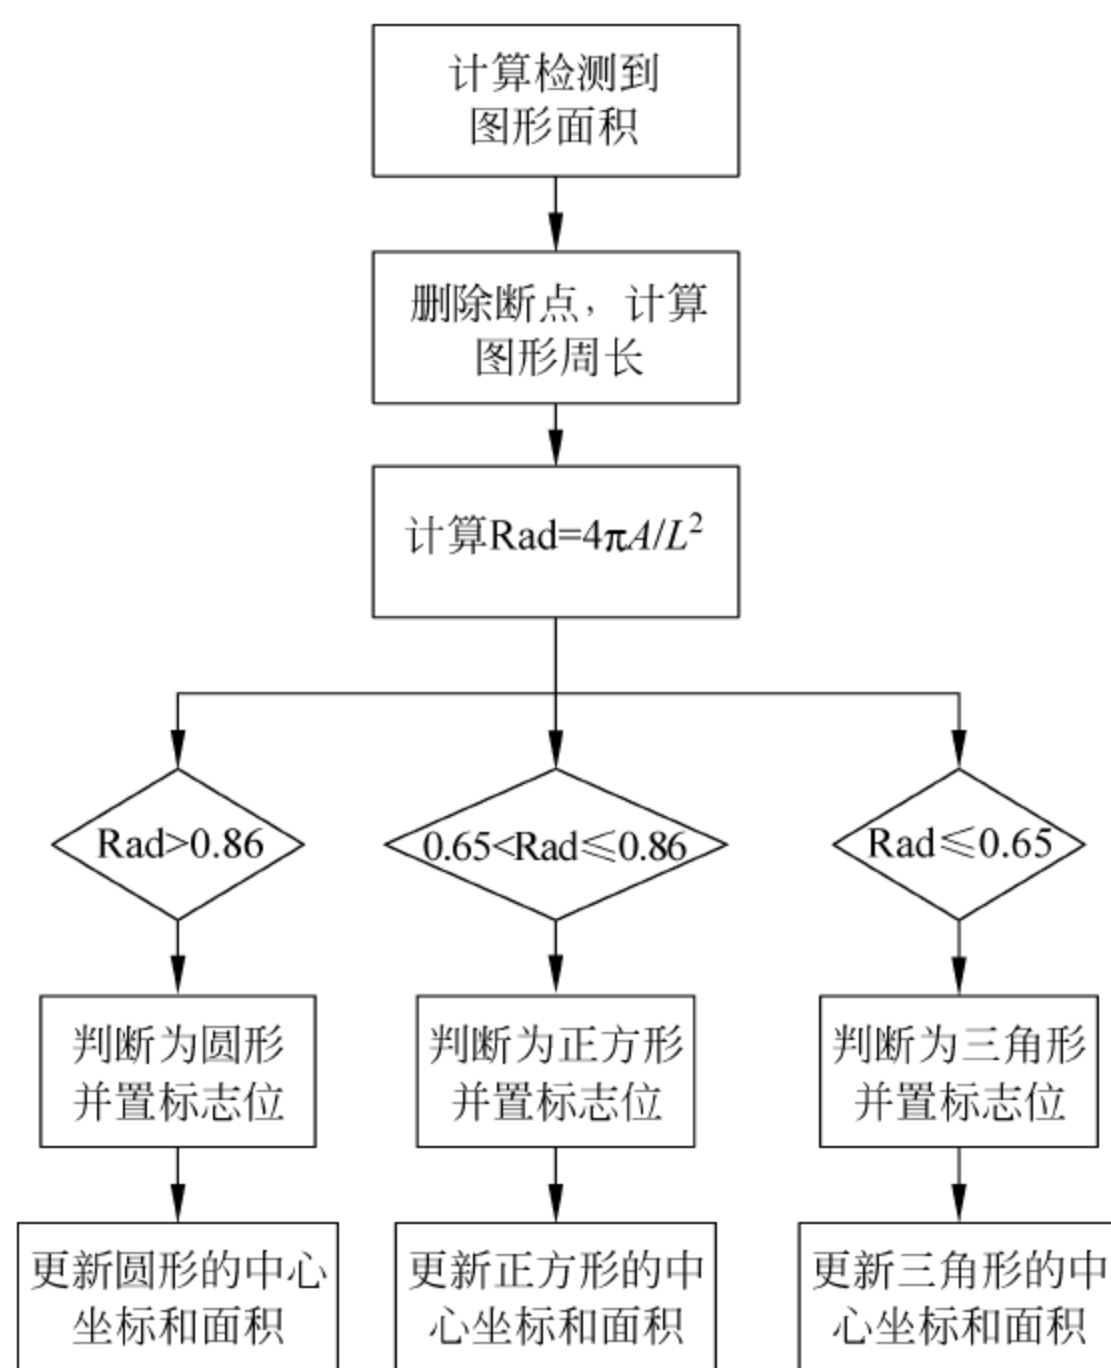 计算检测到
图形面积
删除断点，计算
图形周长
计算Rad=4πA/L²
Rad>0.86
0.65<Rad≤0.86
Rad≤0.65
判断为圆形
并置标志位
判断为正方形
并置标志位
判断为三角形
并置标志位
更新圆形的中心
坐标和面积
更新正方形的中
心坐标和面积
更新三角形的中
心坐标和面积